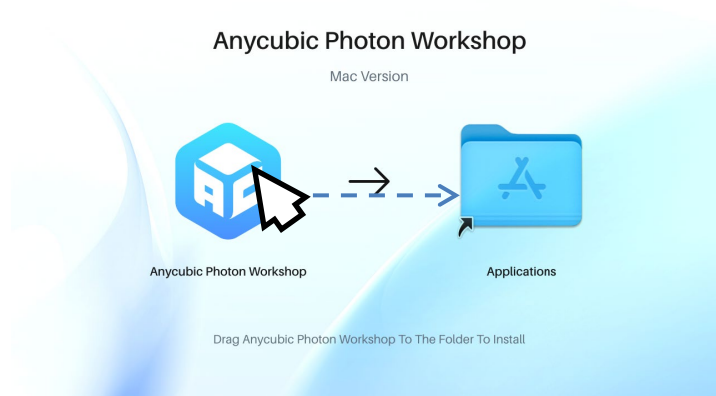 Anycubic Photon Workshop
Mac Version
Anycubic Photon Workshop
Applications
Drag Anycubic Photon Workshop To The Folder To Install